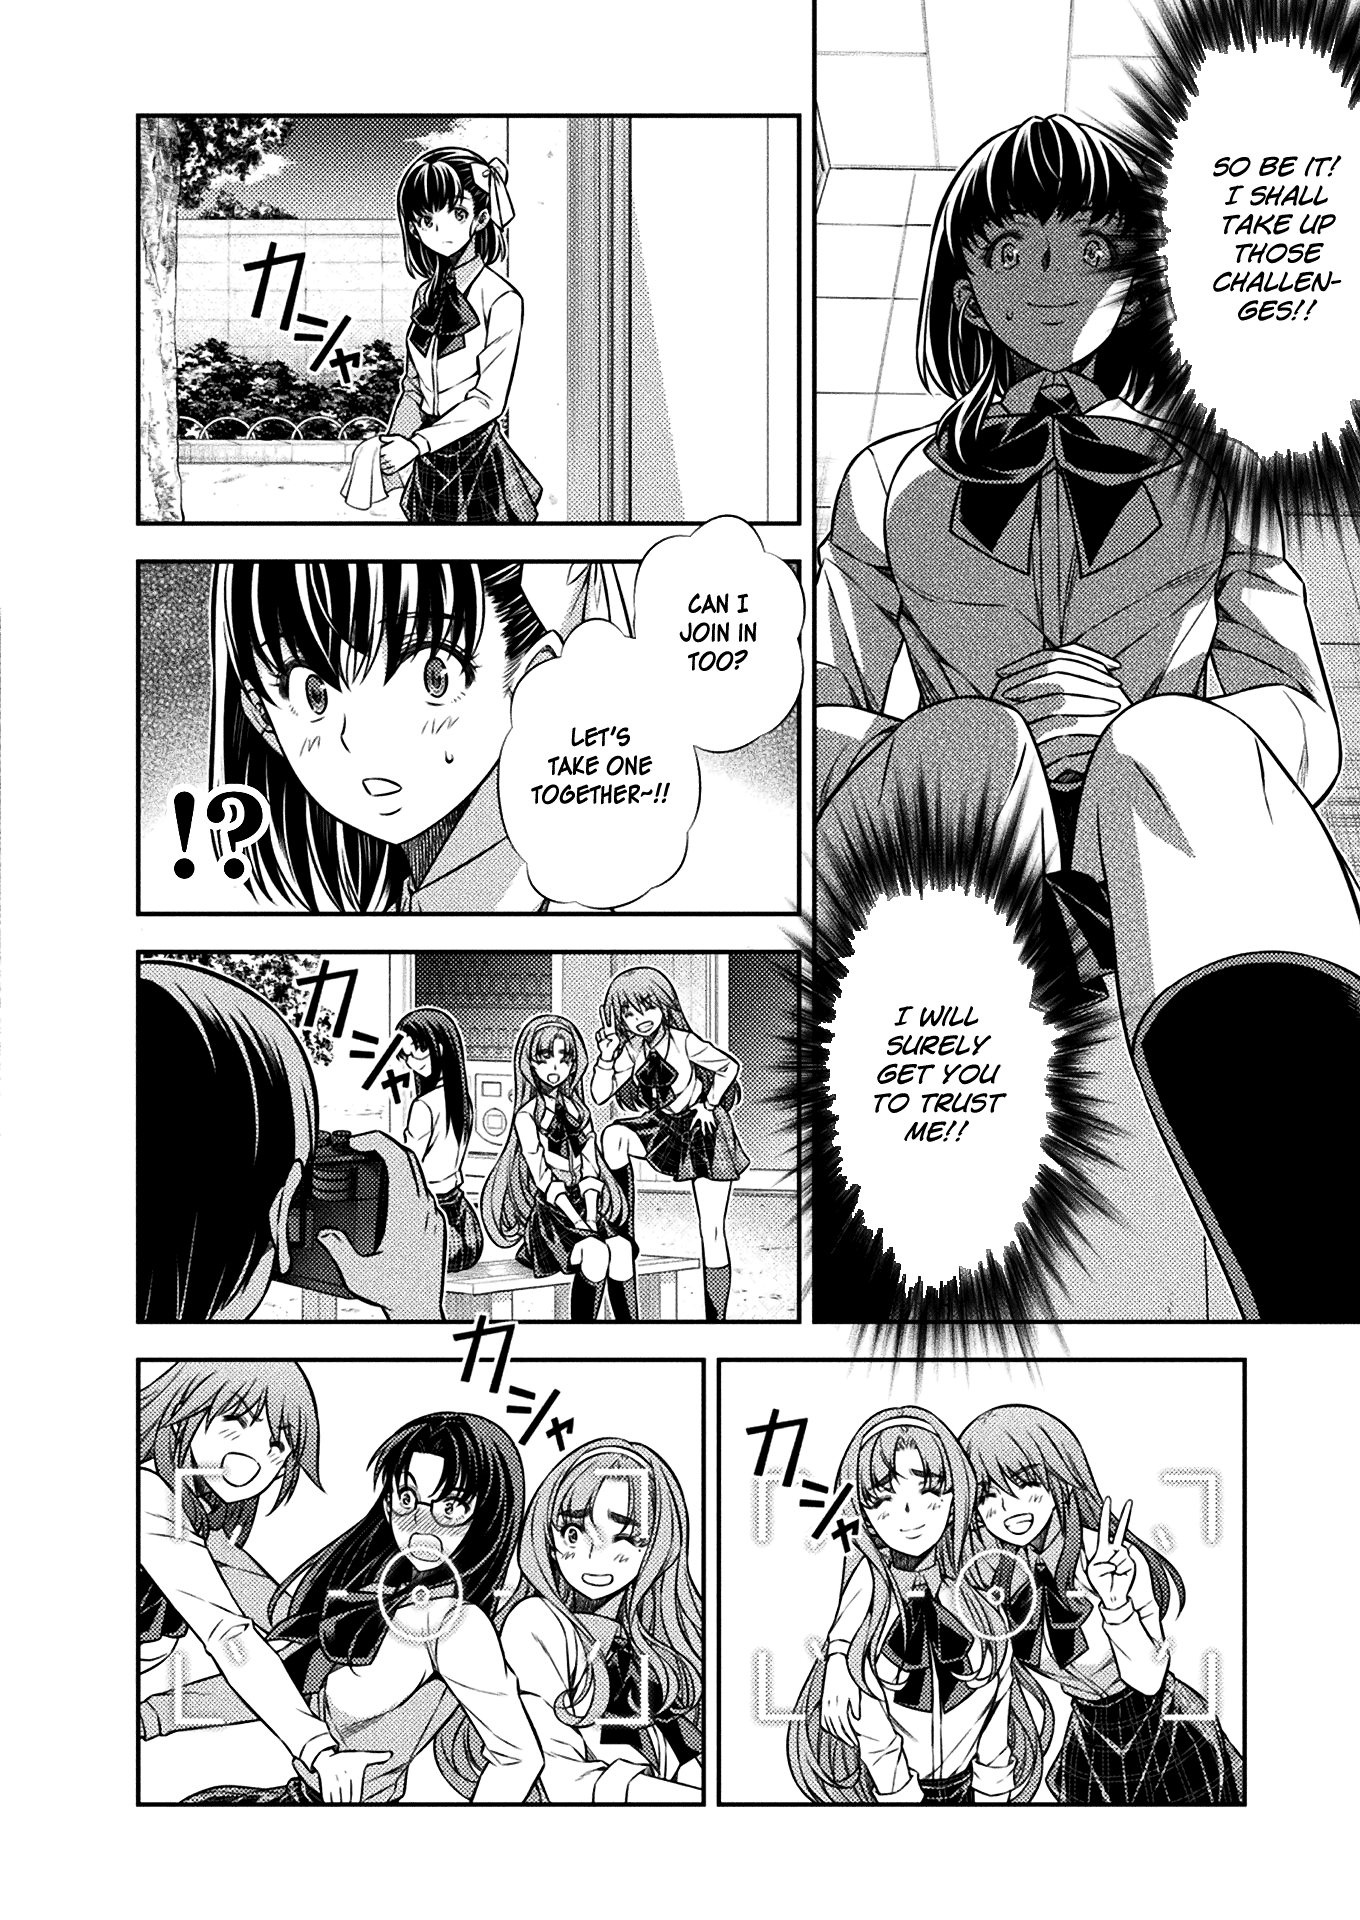 SO BE IT!
I SHALL
TAKE UP
THOSE
CHALLEN-
GES!!
I WILL
SURELY
GET YOU
TO TRUST
ME!!
カシャ
CAN I
JOIN IN
TOO?
LET'S
TAKE ONE
TOGETHER~!!
!?
カシャ
カシャ
カシャ